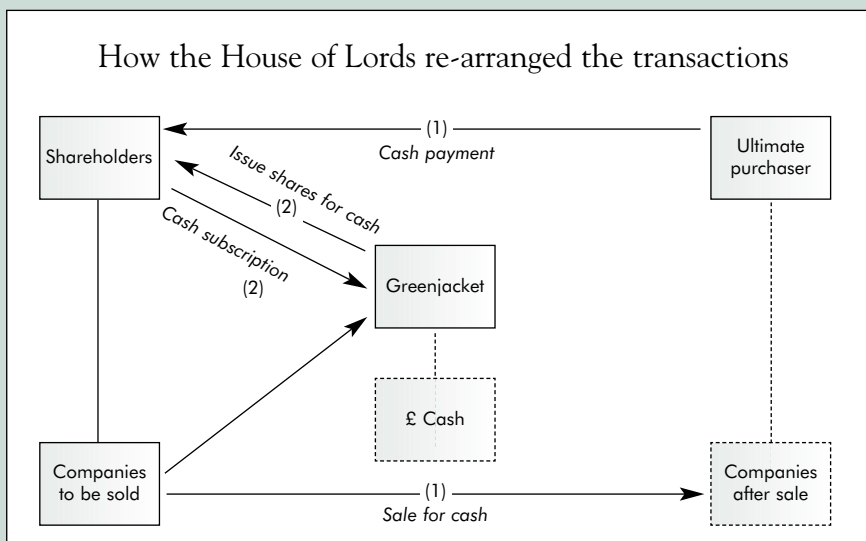 How the House of Lords re-arranged the transactions
Shareholders
(1)
Cash payment
Ultimate
purchaser
Issue shares for cash
(2)
Cash subscription
(2)
Greenjacket
£ Cash
Companies
to be sold
(1)
Sale for cash
Companies
after sale